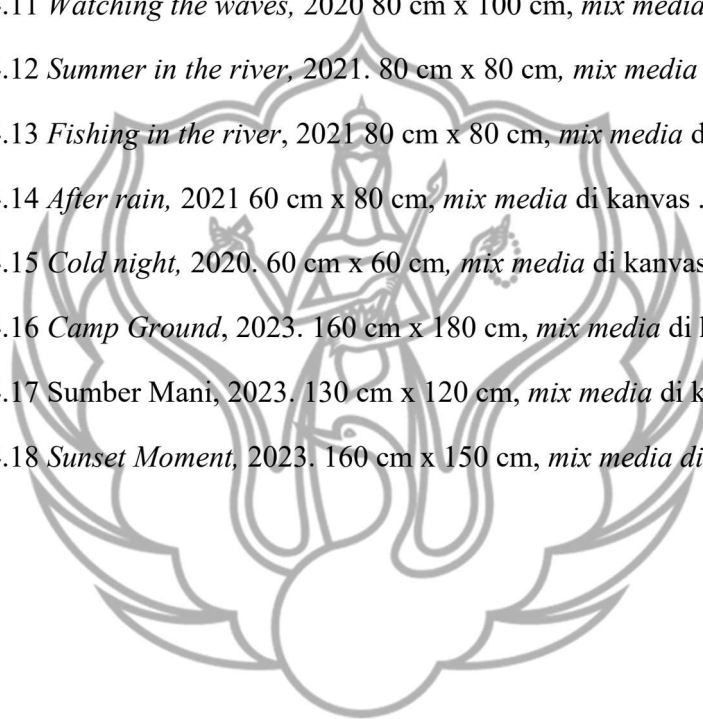 .11 Watching the waves, 2020 80 cm x 100 cm, mix media
.12 Summer in the river, 2021. 80 cm x 80 cm, mix media
.13 Fishing in the river, 2021 80 cm x 80 cm, mix media d
.14 After rain, 2021 60 cm x 80 cm, mix media di kanvas .
.15 Cold night, 2020. 60 cm x 60 cm, mix media di kanvas
.16 Camp Ground, 2023. 160 cm x 180 cm, mix media di
.17 Sumber Mani, 2023. 130 cm x 120 cm, mix media di k
.18 Sunset Moment, 2023. 160 cm x 150 cm, mix media di